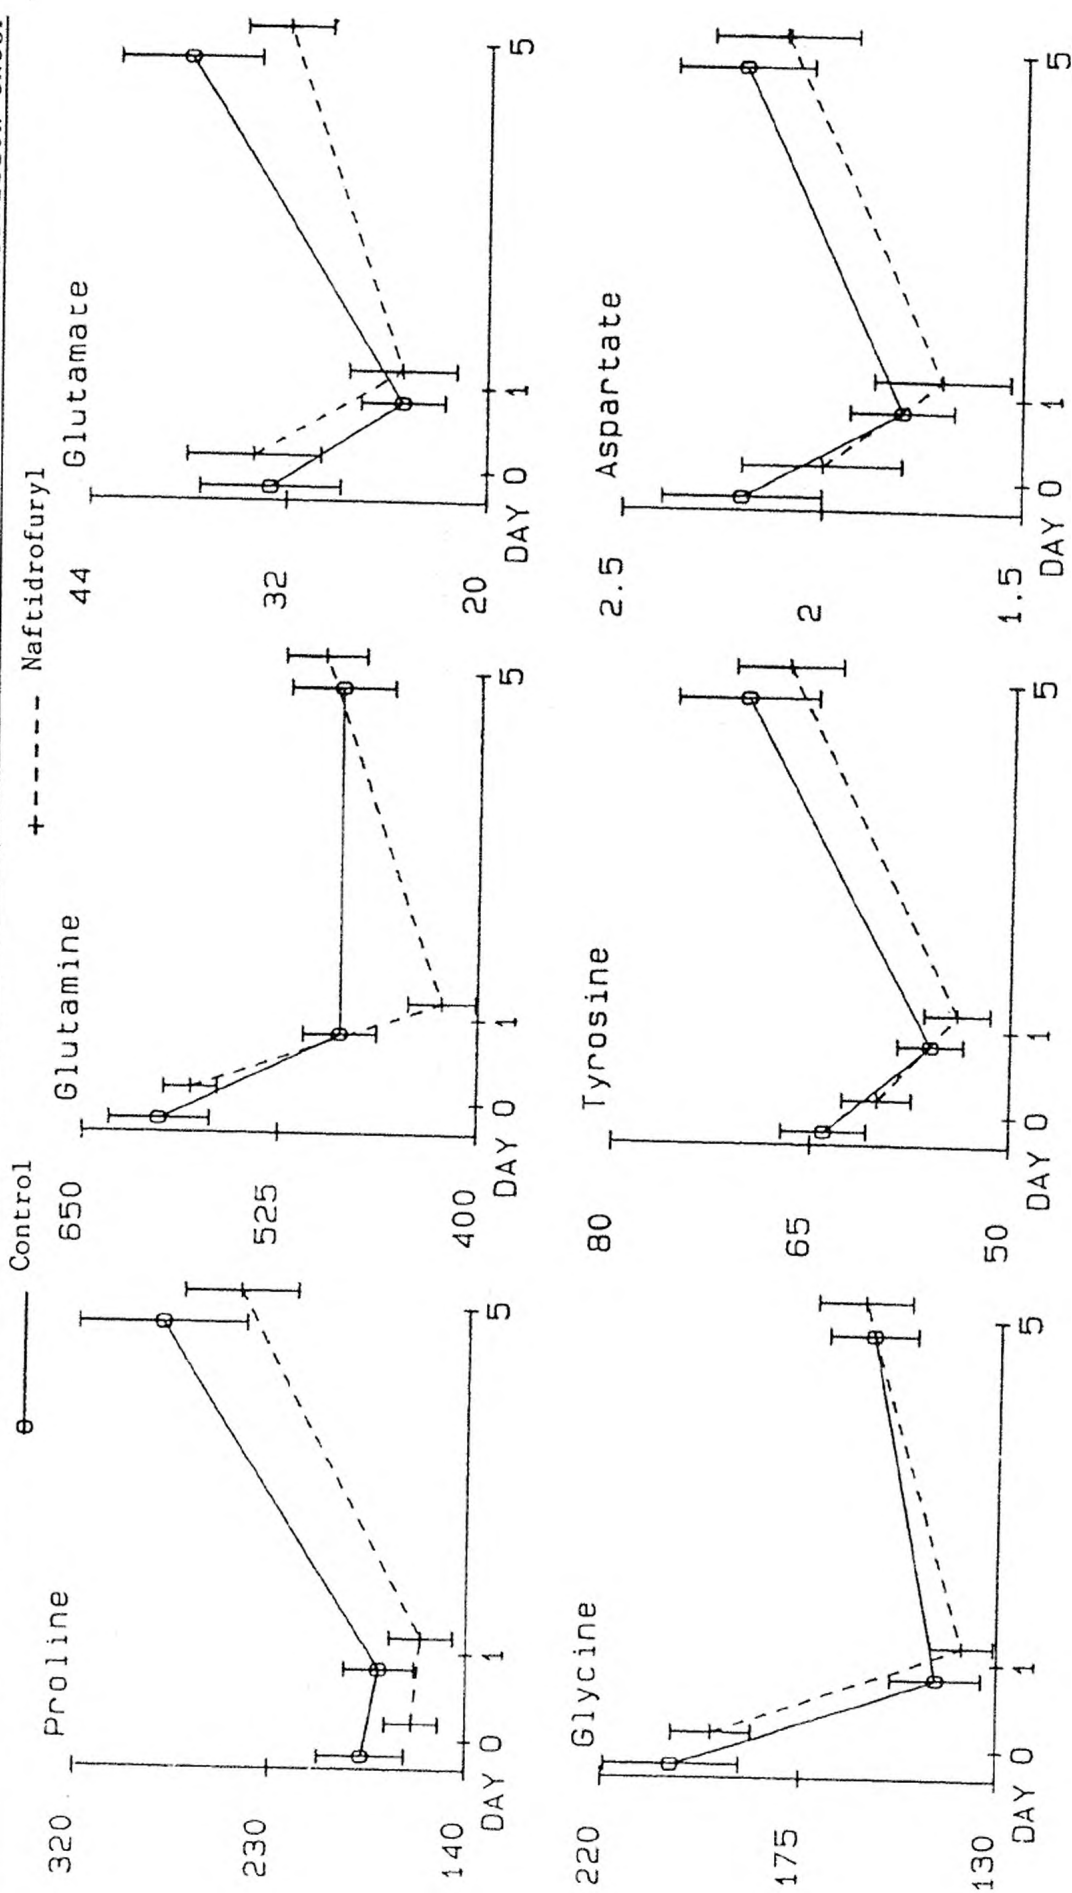 Control
Naftidrofuryl
Proline
320
230
140
DAY 0 1 5
Glutamine
650
525
400
DAY 0 1 5
Glutamate
44
32
20
DAY 0 1 5
Glycine
220
175
130
DAY 0 1 5
Tyrosine
80
65
50
DAY 0 1 5
Aspartate
2.5
2
1.5
DAY 0 1 5